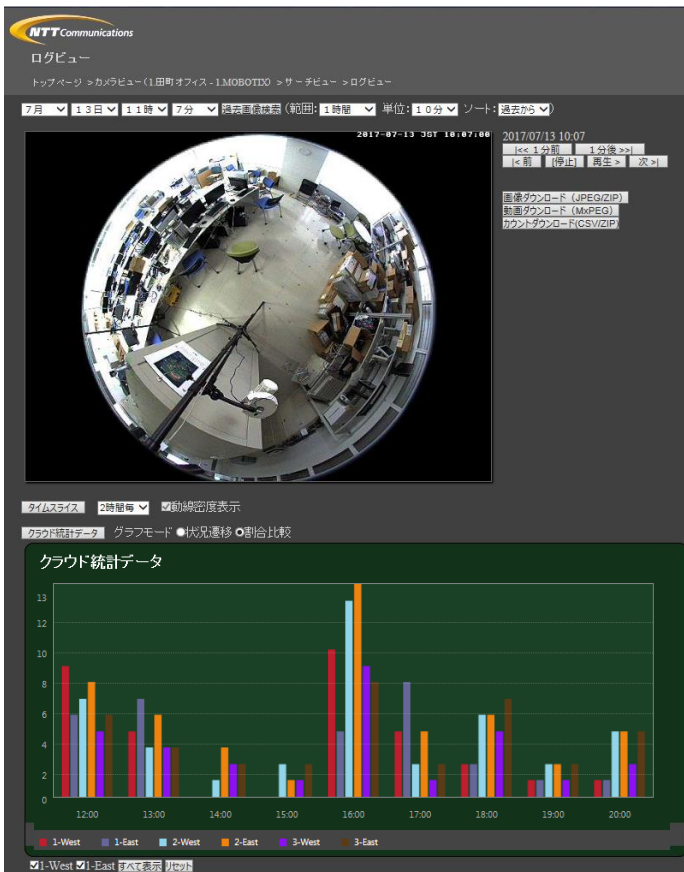 NTT Communications
ログビュー
トップページ >カメラビュー(1.田町オフィス - 1.MOBOTIX) >サーチビュー >ログビュー
7月 13日 11時 7分 過去画像検索 (範囲: 1時間 単位: 10分 ソート: 過去から)
2017-07-13 JST 10:07:00
2017/07/13 10:07
|<< 1分前 1分後 >>|
|< 前 [停止] 再生 > 次 >|
画像ダウンロード (JPEG/ZIP)
動画ダウンロード (MxPEG)
カウントダウンロード(CSV/ZIP)
タイムスライス 2時間毎 動線密度表示
クラウド統計データ グラフモード 状況遷移 割合比較
クラウド統計データ
13
12
10
8
6
4
2
0
12:00 13:00 14:00 15:00 16:00 17:00 18:00 19:00 20:00
1-West 1-East 2-West 2-East 3-West 3-East
1-West 1-East すべて表示 リセット